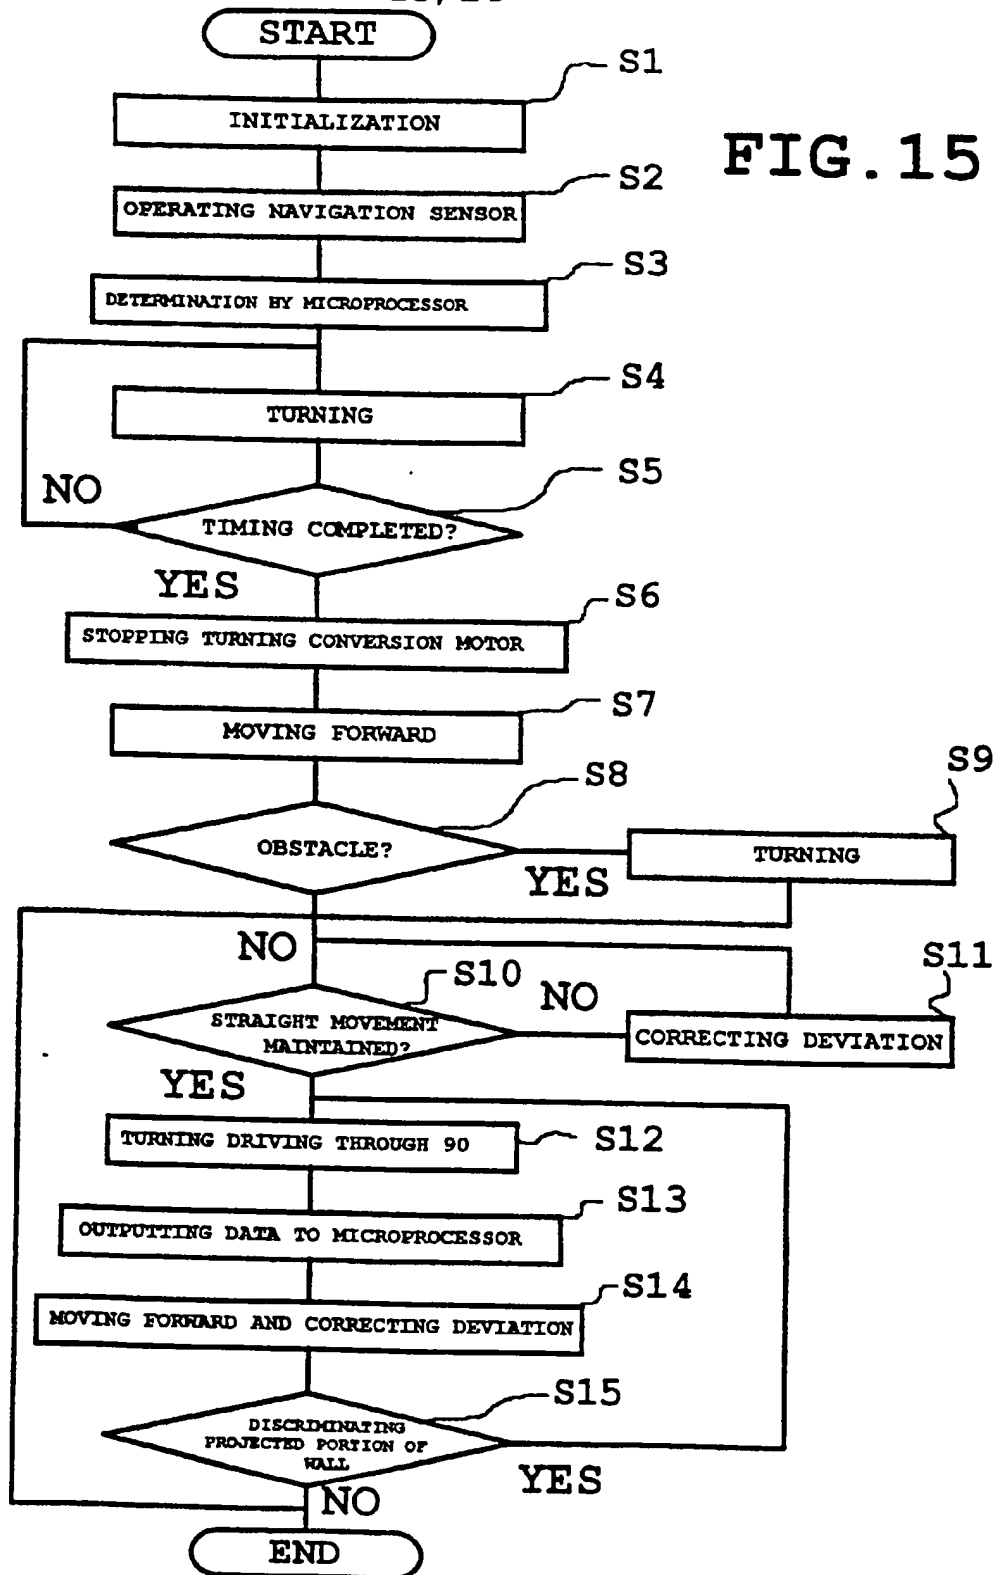 START
S1
INITIALIZATION
FIG.15
S2
OPERATING NAVIGATION SENSOR
S3
DETERMINATION BY MICROPROCESSOR
S4
TURNING
S5
NO
TIMING COMPLETED?
YES
S6
STOPPING TURNING CONVERSION MOTOR
S7
MOVING FORWARD
S8
S9
OBSTACLE?
TURNING
YES
NO
S10
NO
S11
STRAIGHT MOVEMENT
MAINTAINED?
CORRECTING DEVIATION
YES
TURNING DRIVING THROUGH 90
S12
S13
OUTPUTTING DATA TO MICROPROCESSOR
S14
MOVING FORWARD AND CORRECTING DEVIATION
S15
DISCRIMINATING
PROJECTED PORTION OF
WALL
YES
NO
END